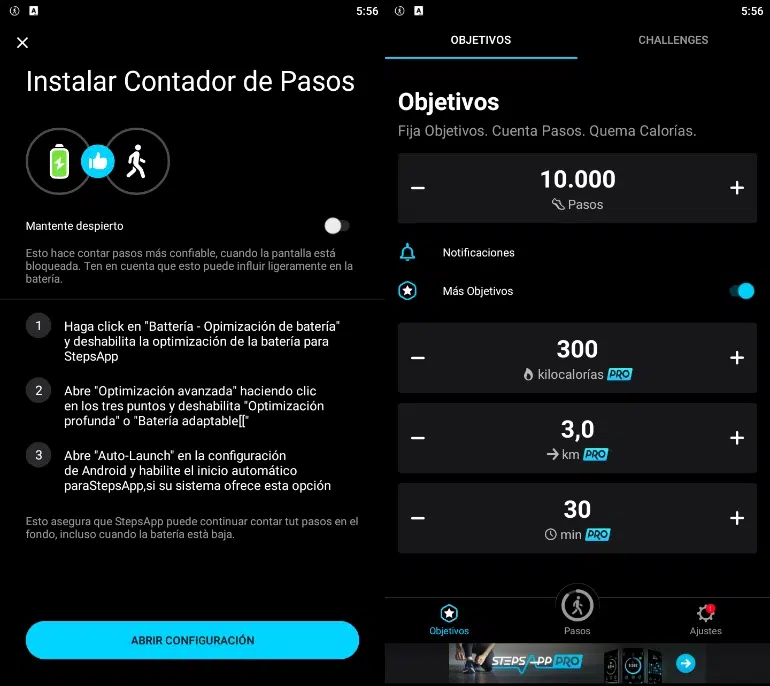 5:56
Instalar Contador de Pasos
Mantente despierto
Esto hace contar pasos más confiable, cuando la pantalla está
bloqueada. Ten en cuenta que esto puede influir ligeramente en la
batería.
1
Haga click en "Battería - Opimización de batería"
y deshabilita la optimización de la batería para
StepsApp
2
Abre "Optimización avanzada" haciendo clic
en los tres puntos y deshabilita "Optimización
profunda" o "Batería adaptable[["
3
Abre "Auto-Launch" en la configuración
de Android y habilite el inicio automático
paraStepsApp,si su sistema ofrece esta opción
Esto asegura que StepsApp puede continuar contar tut pasos en el
fondo, incluso cuando la batería està baja.
ABRIR CONFIGURACIÓN
5:56
OBJETIVOS
CHALLENGES
Objetivos
Fija Objetivos. Cuenta Pasos. Quema Calorías.
10.000
Pasos
Notificaciones
Más Objetivos
300
kilocalorías PRO
3,0
km PRO
30
min PRO
Objetivos
Pasos
Ajustes
STEPSAPP PRO